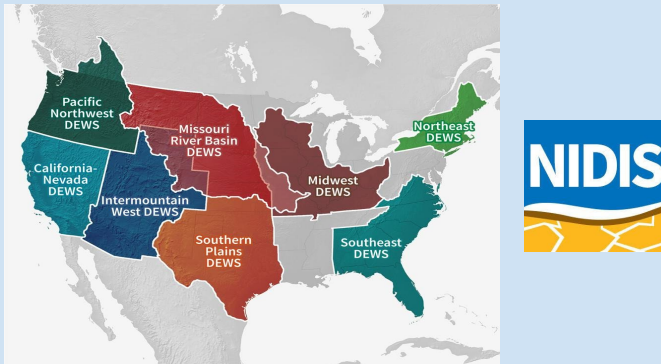 Pacific
Northwest
DEWS
Missouri
River Basin
DEWS
Northeast
DEWS
California-
Nevada
DEWS
Intermountain
West DEWS
Midwest
DEWS
Southern
Plains
DEWS
Southeast
DEWS
NIDIS